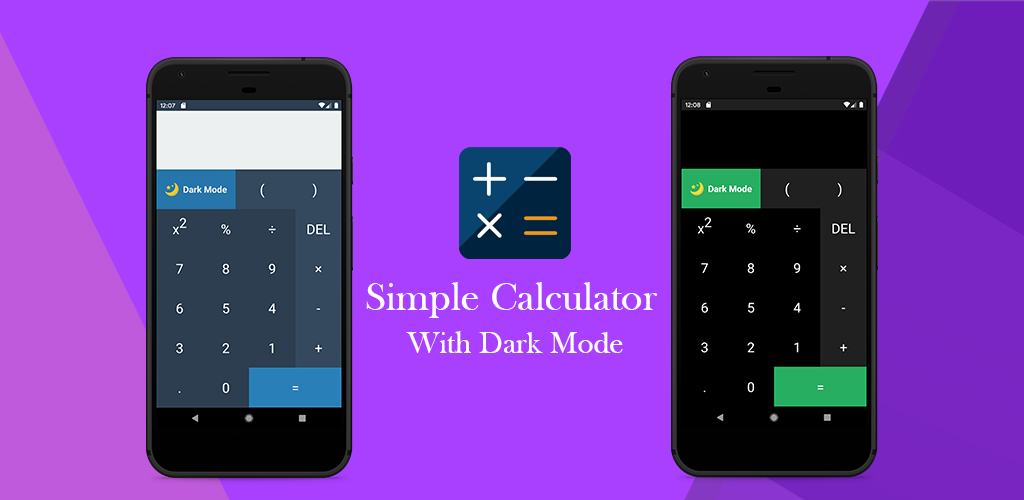 12:07
Dark Mode ( )
x² % ÷ DEL
7 8 9 ×
6 5 4 -
3 2 1 +
. 0 =
+ −
× =
Simple Calculator
With Dark Mode
12:08
Dark Mode ( )
x² % ÷ DEL
7 8 9 ×
6 5 4 -
3 2 1 +
. 0 =